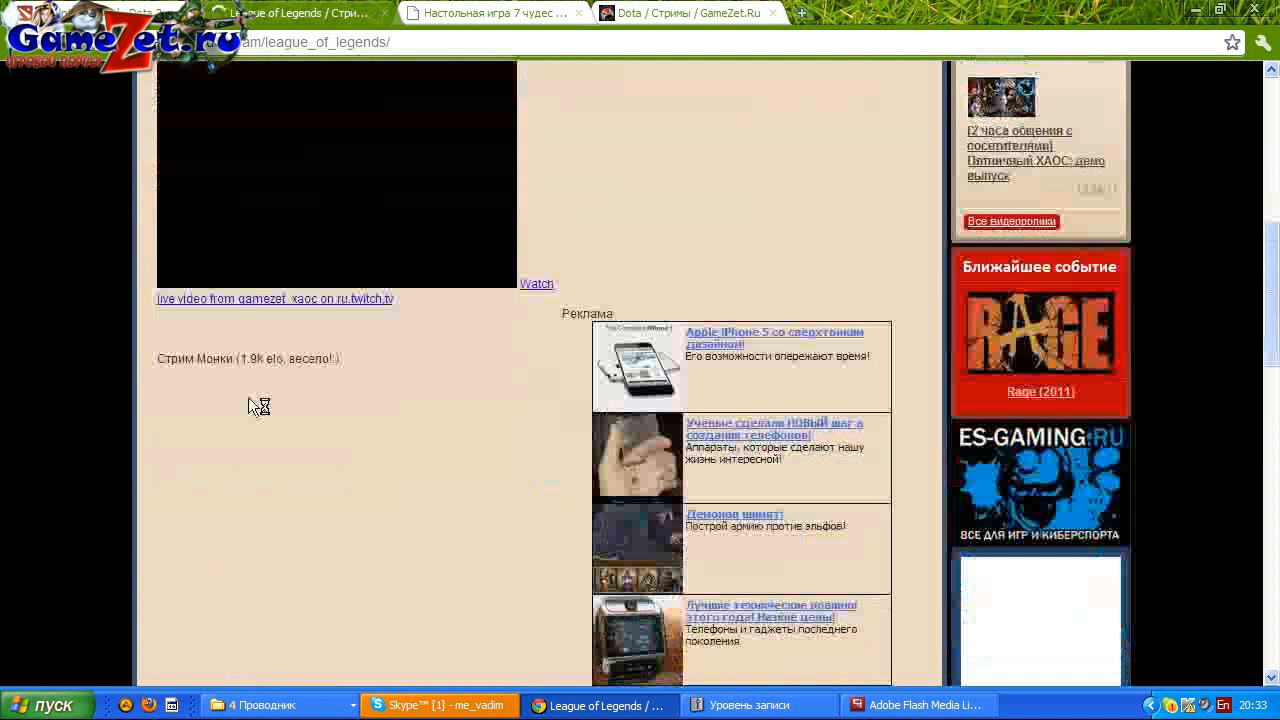 GameZet.ru
ИГРОВОЙ ПОРТАЛ
League of Legends / Стри...
Настольная игра 7 чудес ...
Dota / Стримы / GameZet.Ru
am/league_of_legends/
[2 часа общения с
посетителями]
Пятничный ХАОС: демо
выпуск
Все видеоролики
Watch
live video from gamezet_xaoc on ru.twitch.tv
Реклама
Apple iPhone 5 со сверхтонким
дизайном!
Его возможности опережают время!
Стрим Монки (1.9k elo, весело!:)
Ученые сделали НОВЫЙ шаг в
создания телефонов!
Аппараты, которые сделают нашу
жизнь интересной!
Построй армию против эльфов!
Лучшие технические новинки
этого года! Низкие цены!
Телефоны и гаджеты последнего
поколения
Ближайшее событие
RAGE
Rage (2011)
ES-GAMING.RU
ВСЕ ДЛЯ ИГР И КИБЕРСПОРТА
пуск
4 Проводник
Skype™ [1] - me_vadim
League of Legends / ...
Уровень записи
Adobe Flash Media Li...
En
20:33